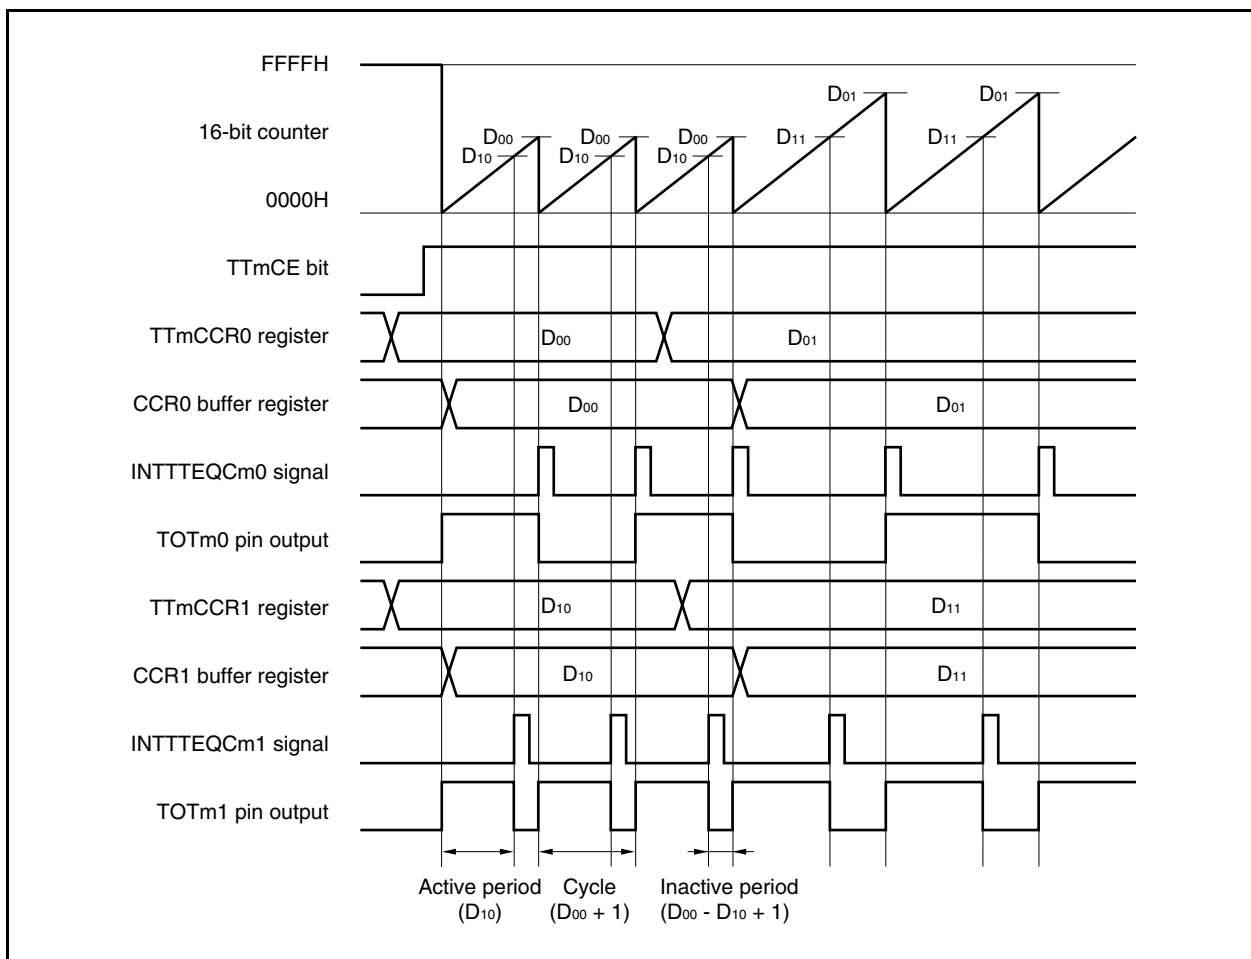 FFFFH
D01 D01
16-bit counter
D00 D00 D00 D11 D11
D10 D10 D10
0000H
TTmCE bit
TTmCCR0 register D00 D01
CCR0 buffer register D00 D01
INTTTEQCm0 signal
TOTm0 pin output
TTmCCR1 register D10 D11
CCR1 buffer register D10 D11
INTTTEQCm1 signal
TOTm1 pin output
Active period Cycle Inactive period
(D10) (D00 + 1) (D00 - D10 + 1)